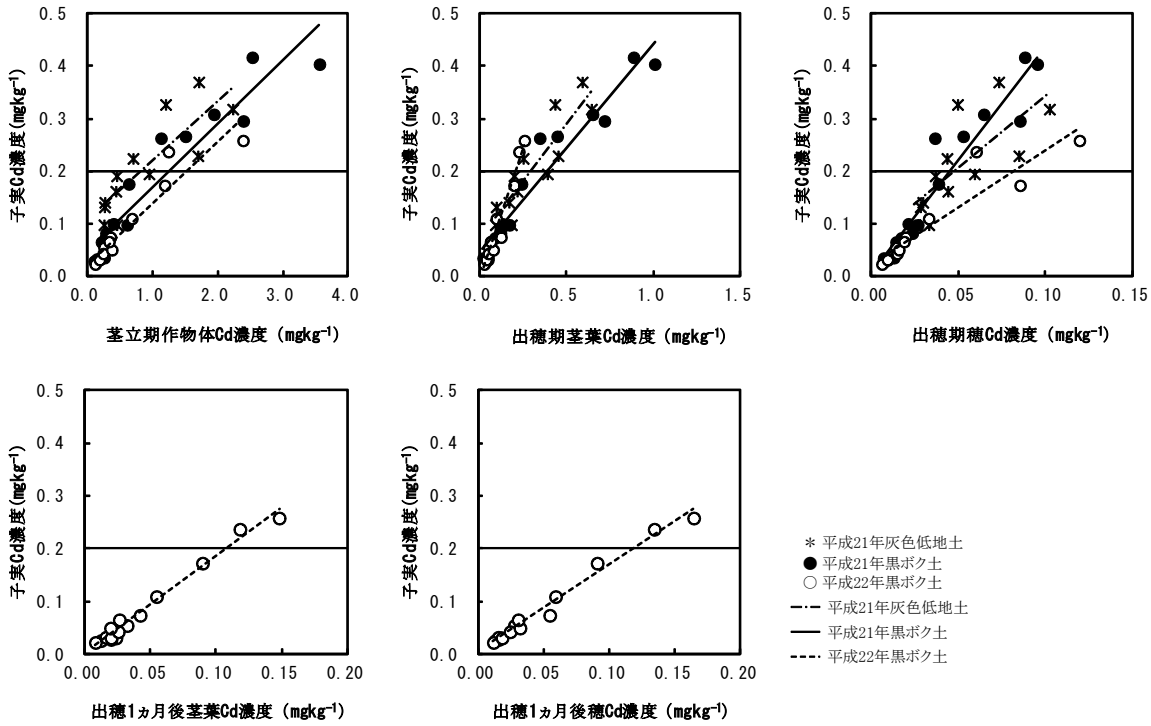 0.5
0.4
0.3
0.2
0.1
0.0
子実Cd濃度(mgkg⁻¹)
0.0 1.0 2.0 3.0 4.0
茎立期作物体Cd濃度 (mgkg⁻¹)
0.5
0.4
0.3
0.2
0.1
0.0
子実Cd濃度(mgkg⁻¹)
0.0 0.5 1.0 1.5
出穂期茎葉Cd濃度 (mgkg⁻¹)
0.5
0.4
0.3
0.2
0.1
0.0
子実Cd濃度(mgkg⁻¹)
0.00 0.05 0.10 0.15
出穂期穂Cd濃度 (mgkg⁻¹)
0.5
0.4
0.3
0.2
0.1
0.0
子実Cd濃度(mgkg⁻¹)
0.00 0.05 0.10 0.15 0.20
出穂1ヵ月後茎葉Cd濃度 (mgkg⁻¹)
0.5
0.4
0.3
0.2
0.1
0.0
子実Cd濃度(mgkg⁻¹)
0.00 0.05 0.10 0.15 0.20
出穂1ヵ月後穂Cd濃度 (mgkg⁻¹)
平成21年灰色低地土
平成21年黒ボク土
平成22年黒ボク土
平成21年灰色低地土
平成21年黒ボク土
平成22年黒ボク土